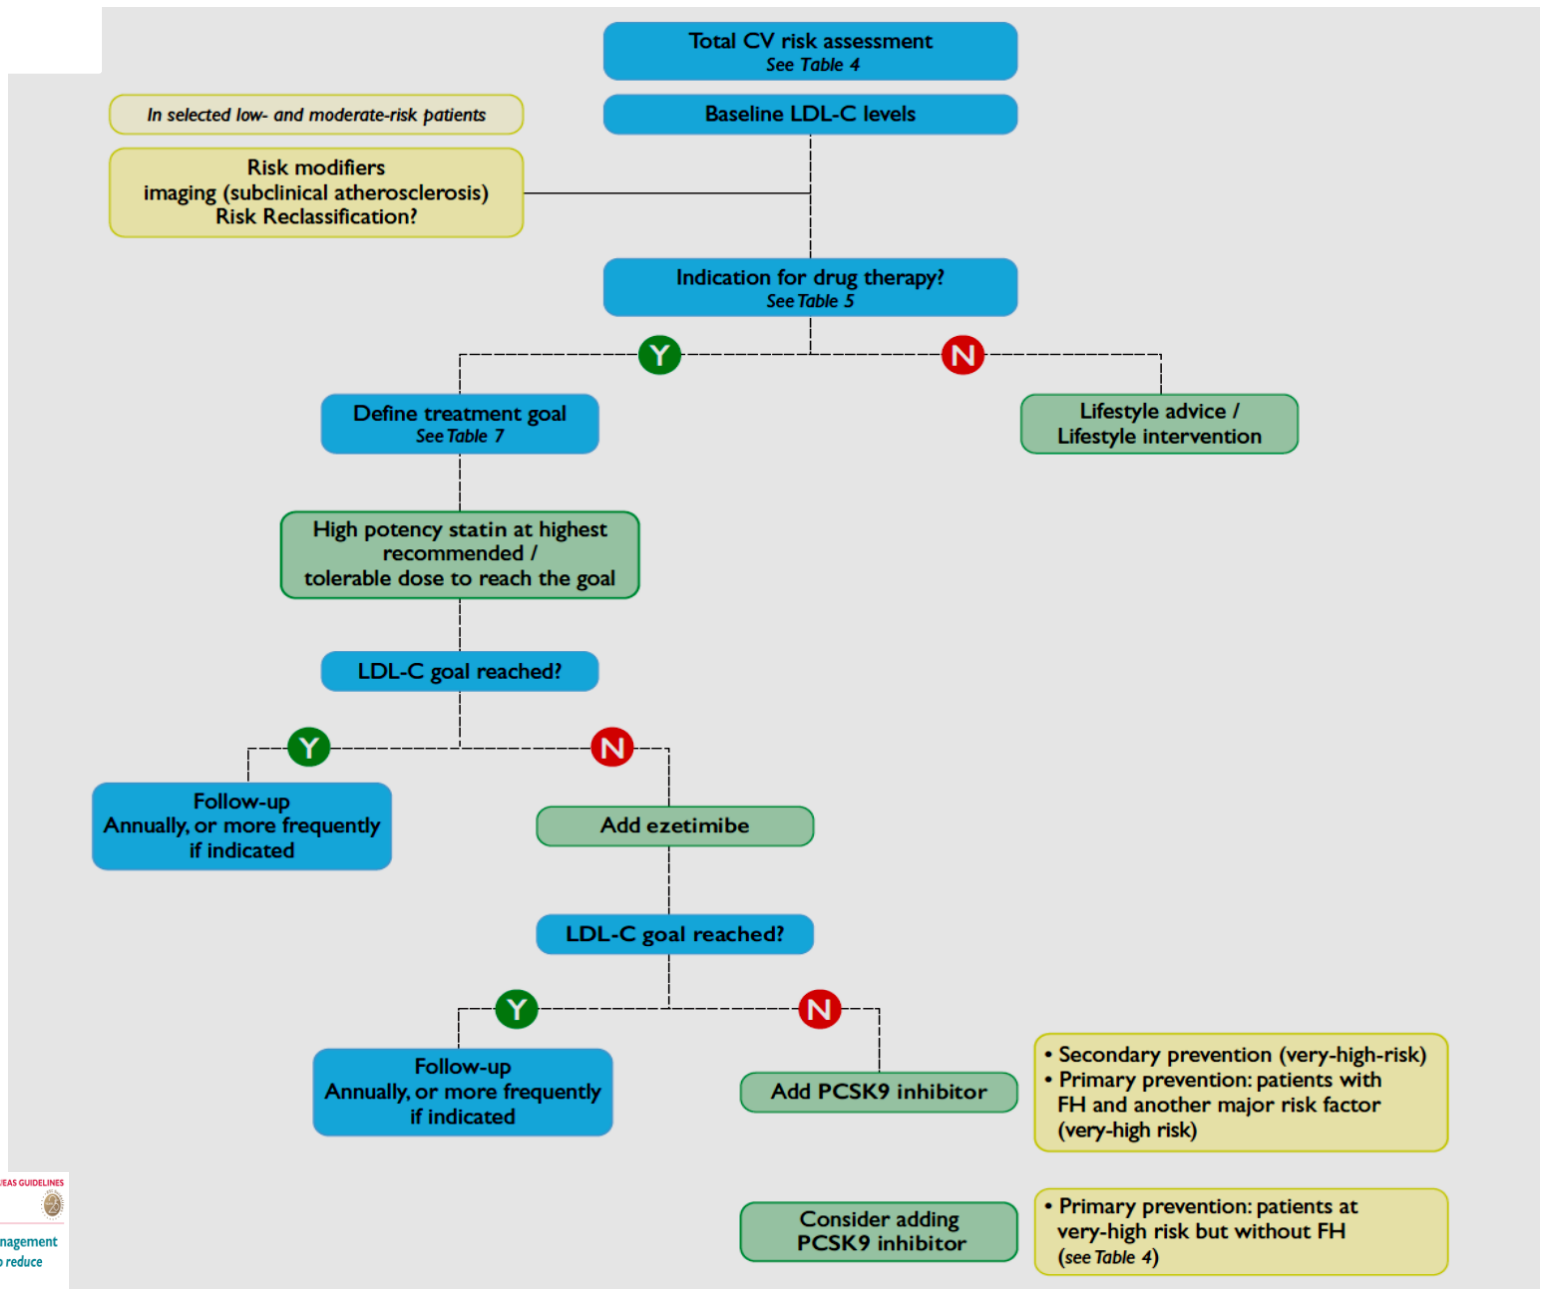 Total CV risk assessment
See Table 4
In selected low- and moderate-risk patients
Baseline LDL-C levels
Risk modifiers
imaging (subclinical atherosclerosis)
Risk Reclassification?
Indication for drug therapy?
See Table 5
Y
N
Define treatment goal
See Table 7
Lifestyle advice /
Lifestyle intervention
High potency statin at highest
recommended /
tolerable dose to reach the goal
LDL-C goal reached?
Y
N
Follow-up
Annually, or more frequently
if indicated
Add ezetimibe
LDL-C goal reached?
Y
N
Follow-up
Annually, or more frequently
if indicated
Add PCSK9 inhibitor
• Secondary prevention (very-high-risk)
• Primary prevention: patients with
FH and another major risk factor
(very-high risk)
Consider adding
PCSK9 inhibitor
• Primary prevention: patients at
very-high risk but without FH
(see Table 4)
/EAS GUIDELINES
nagement
reduce